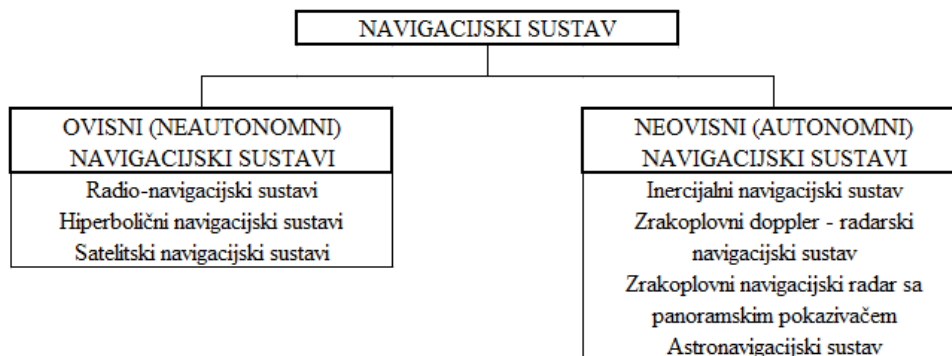 NAVIGACIJSKI SUSTAV
OVISNI (NEAUTONOMNI)
NAVIGACIJSKI SUSTAVI
Radio-navigacijski sustavi
Hiperbolični navigacijski sustavi
Satelitski navigacijski sustavi
NEOVISNI (AUTONOMNI)
NAVIGACIJSKI SUSTAVI
Inercijalni navigacijski sustav
Zrakoplovni doppler - radarski
navigacijski sustav
Zrakoplovni navigacijski radar sa
panoramskim pokazivačem
Astronavigacijski sustav